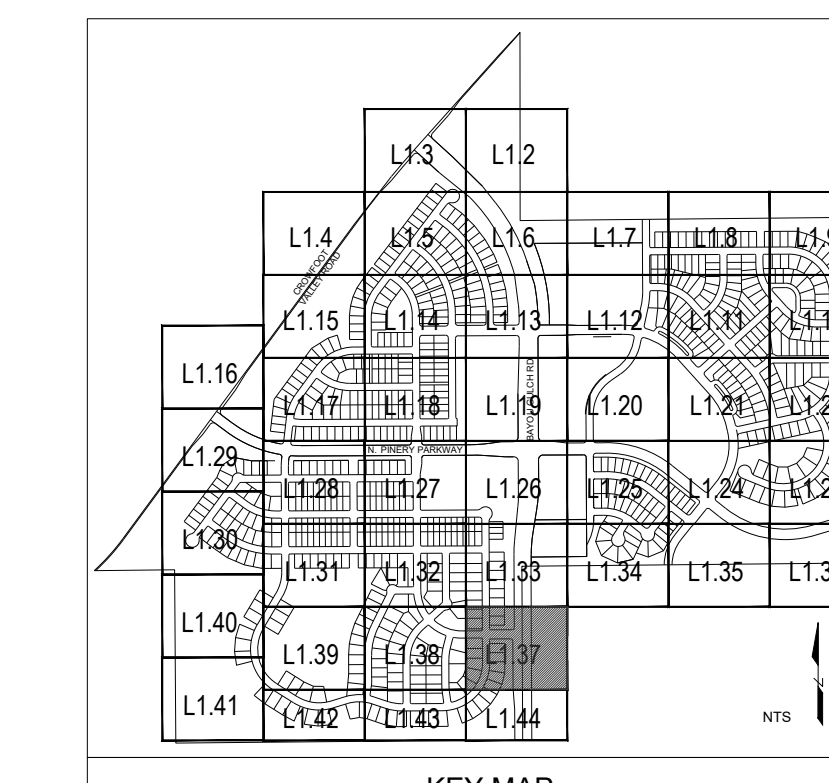 L1.3
L1.2
L1.4
L1.5
L1.6
L1.7
L1.8
CROWFOOT
VALLEY ROAD
L1.15
L1.14
L1.13
L1.12
L1.11
L1.16
L1.17
L1.18
L1.19
BAYOU GULCH RD
L1.20
L1.21
N. PINERY PARKWAY
L1.29
L1.28
L1.27
L1.26
L1.25
L1.24
L1.30
L1.31
L1.32
L1.33
L1.34
L1.35
L1.40
L1.39
L1.38
L1.37
L1.41
L1.42
L1.43
L1.44
NTS
KEY MAP